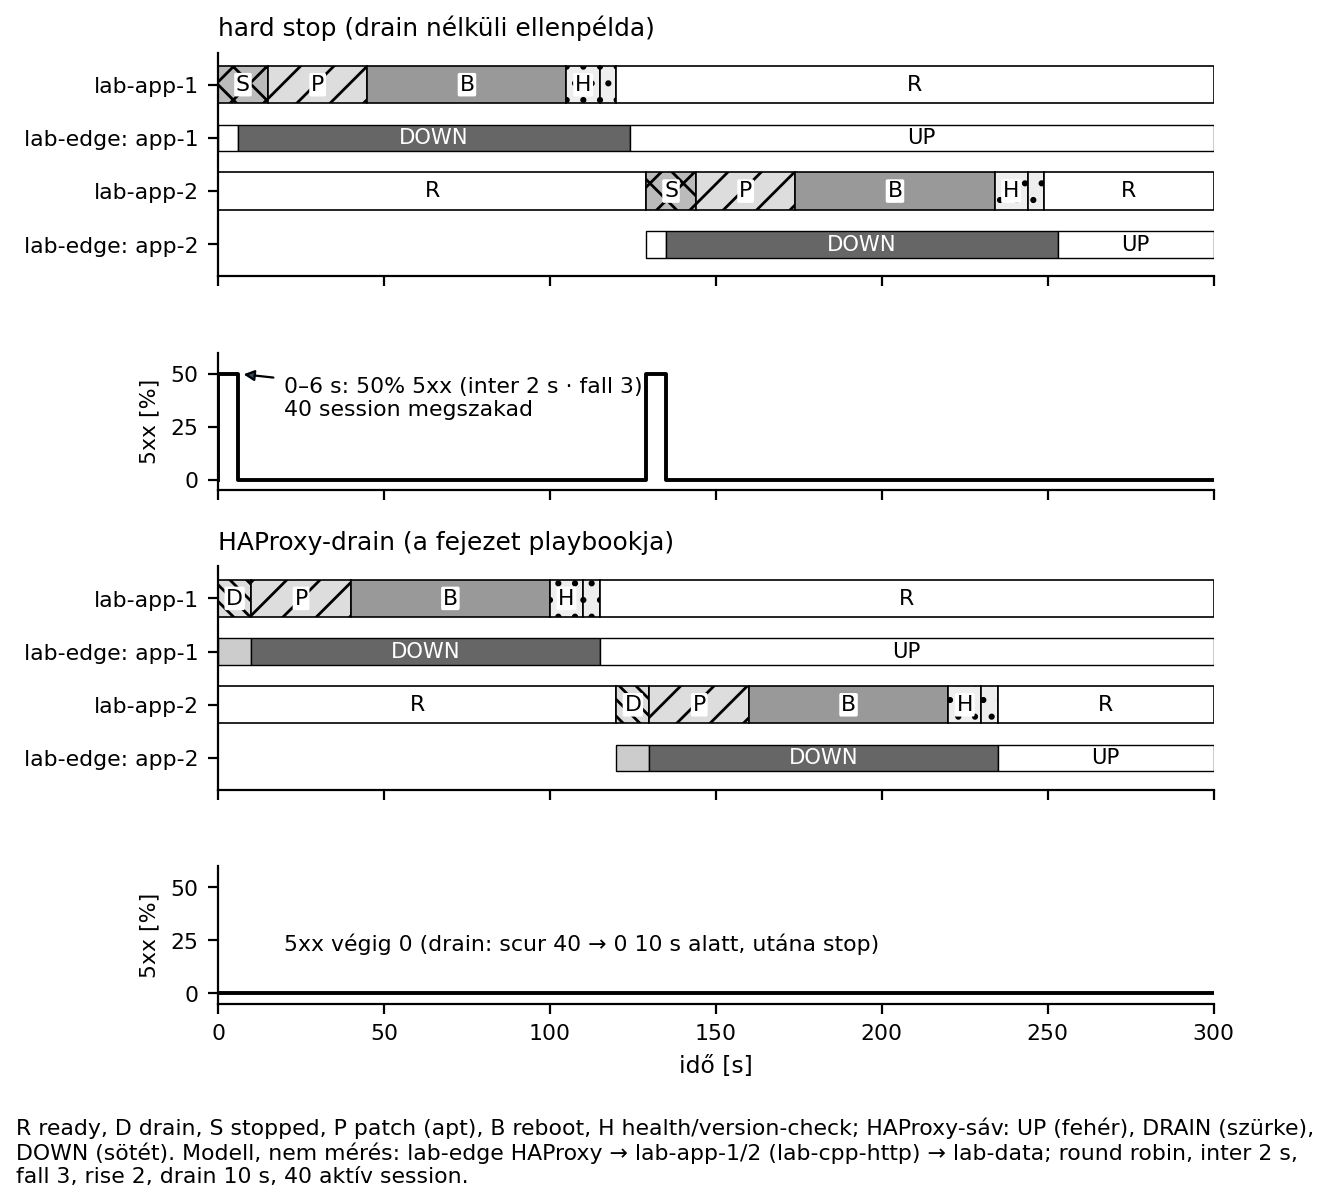 hard stop (drain nélküli ellenpélda)
lab-app-1 S P B H R
lab-edge: app-1 DOWN UP
lab-app-2 R S P B H R
lab-edge: app-2 DOWN UP
5xx [%]
50
25
0
0–6 s: 50% 5xx (inter 2 s · fall 3)
40 session megszakad
HAProxy-drain (a fejezet playbookja)
lab-app-1 D P B H R
lab-edge: app-1 DOWN UP
lab-app-2 R D P B H R
lab-edge: app-2 DOWN UP
5xx [%]
50
25
0
5xx végig 0 (drain: scur 40 → 0 10 s alatt, utána stop)
0 50 100 150 200 250 300
idő [s]
R ready, D drain, S stopped, P patch (apt), B reboot, H health/version-check; HAProxy-sáv: UP (fehér), DRAIN (szürke),
DOWN (sötét). Modell, nem mérés: lab-edge HAProxy → lab-app-1/2 (lab-cpp-http) → lab-data; round robin, inter 2 s,
fall 3, rise 2, drain 10 s, 40 aktív session.